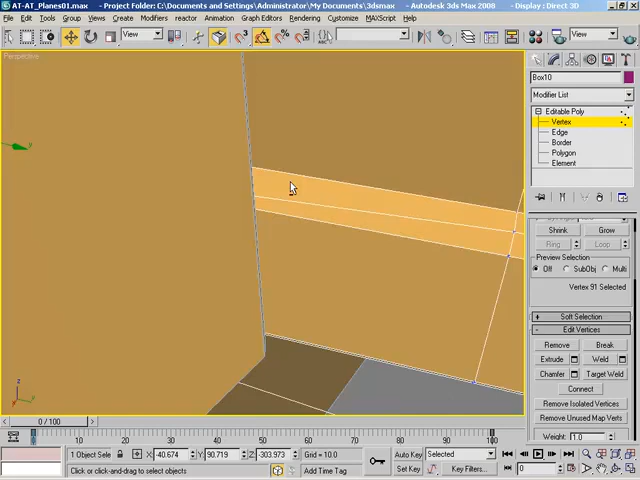 AT-AT_Planes01.max - Project Folder: C:\Documents and Settings\Administrator\My Documents\3dsmax - Autodesk 3ds Max 2008 - Display : Direct 3D
File Edit Tools Group Views Create Modifiers reactor Animation Graph Editors Rendering Customize MAXScript Help
View
View
Perspective
Box10
Modifier List
Editable Poly
Vertex
Edge
Border
Polygon
Element
Shrink Grow
Ring Loop
Preview Selection
Off SubObj Multi
Vertex 91 Selected
Soft Selection
Edit Vertices
Remove Break
Extrude Weld
Chamfer Target Weld
Connect
Remove Isolated Vertices
Remove Unused Map Verts
Weight: 1.0
z
0 / 100
0 10 20 30 40 50 60 70 80 90 100
1 Object Sele X: -40.674 Y: 90.719 Z: -303.973 Grid = 10.0 Auto Key Selected
Click or click-and-drag to select objects Add Time Tag Set Key Key Filters... 0